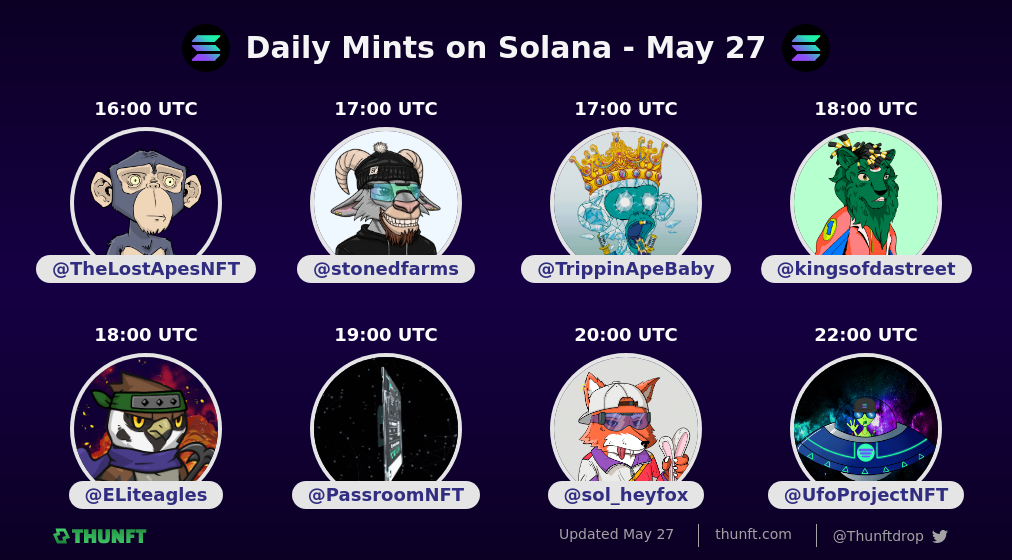 Daily Mints on Solana - May 27
16:00 UTC
17:00 UTC
17:00 UTC
18:00 UTC
@TheLostApesNFT
@stonedfarms
@TrippinApeBaby
@kingsofdastreet
18:00 UTC
19:00 UTC
20:00 UTC
22:00 UTC
@ELiteagles
@PassroomNFT
@sol_heyfox
@UfoProjectNFT
THUNFT
Updated May 27
thunft.com
@Thunftdrop